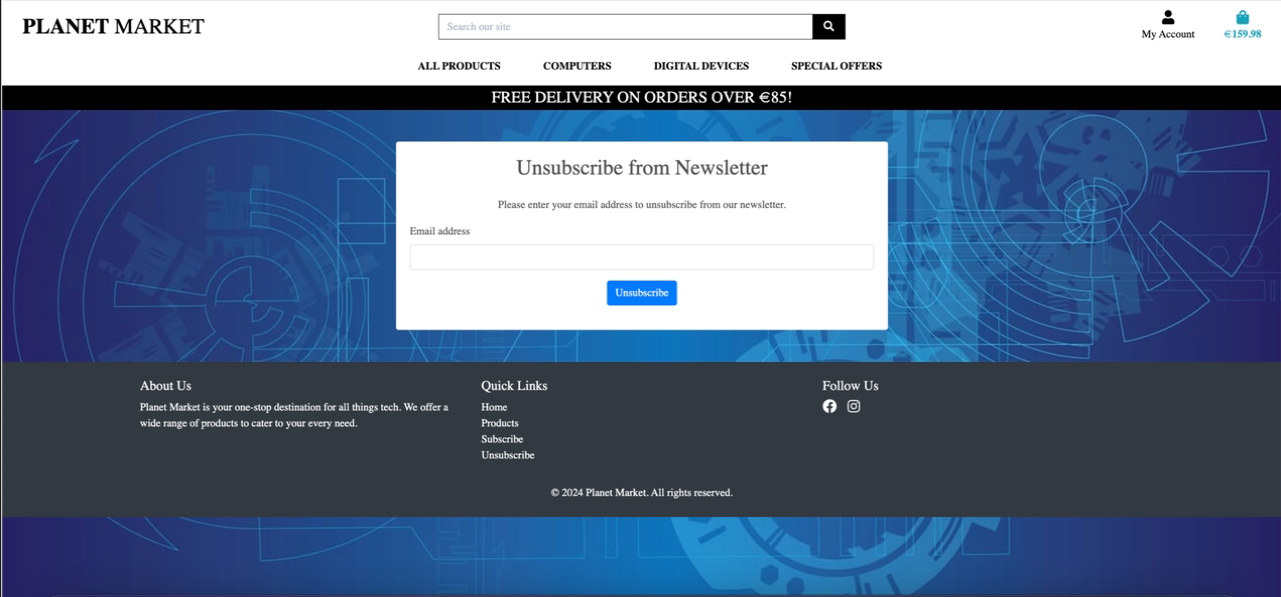 PLANET MARKET
Search our site
My Account
€159.98
ALL PRODUCTS COMPUTERS DIGITAL DEVICES SPECIAL OFFERS
FREE DELIVERY ON ORDERS OVER €85!
Unsubscribe from Newsletter
Please enter your email address to unsubscribe from our newsletter.
Email address
Unsubscribe
About Us
Planet Market is your one-stop destination for all things tech. We offer a
wide range of products to cater to your every need.
Quick Links
Home
Products
Subscribe
Unsubscribe
Follow Us
© 2024 Planet Market. All rights reserved.